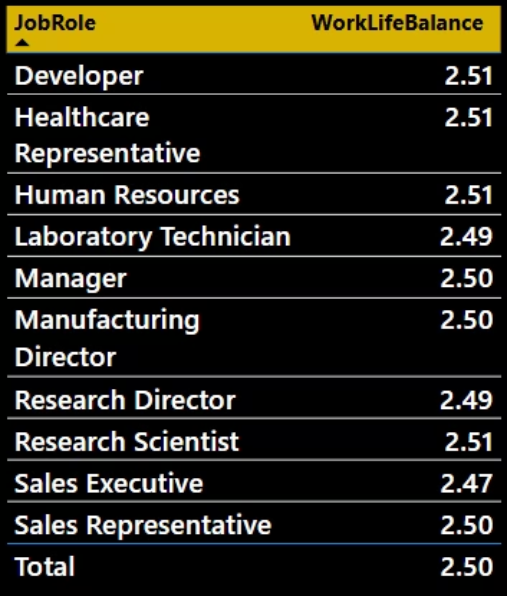 JobRole WorkLifeBalance
Developer 2.51
Healthcare 2.51
Representative
Human Resources 2.51
Laboratory Technician 2.49
Manager 2.50
Manufacturing 2.50
Director
Research Director 2.49
Research Scientist 2.51
Sales Executive 2.47
Sales Representative 2.50
Total 2.50